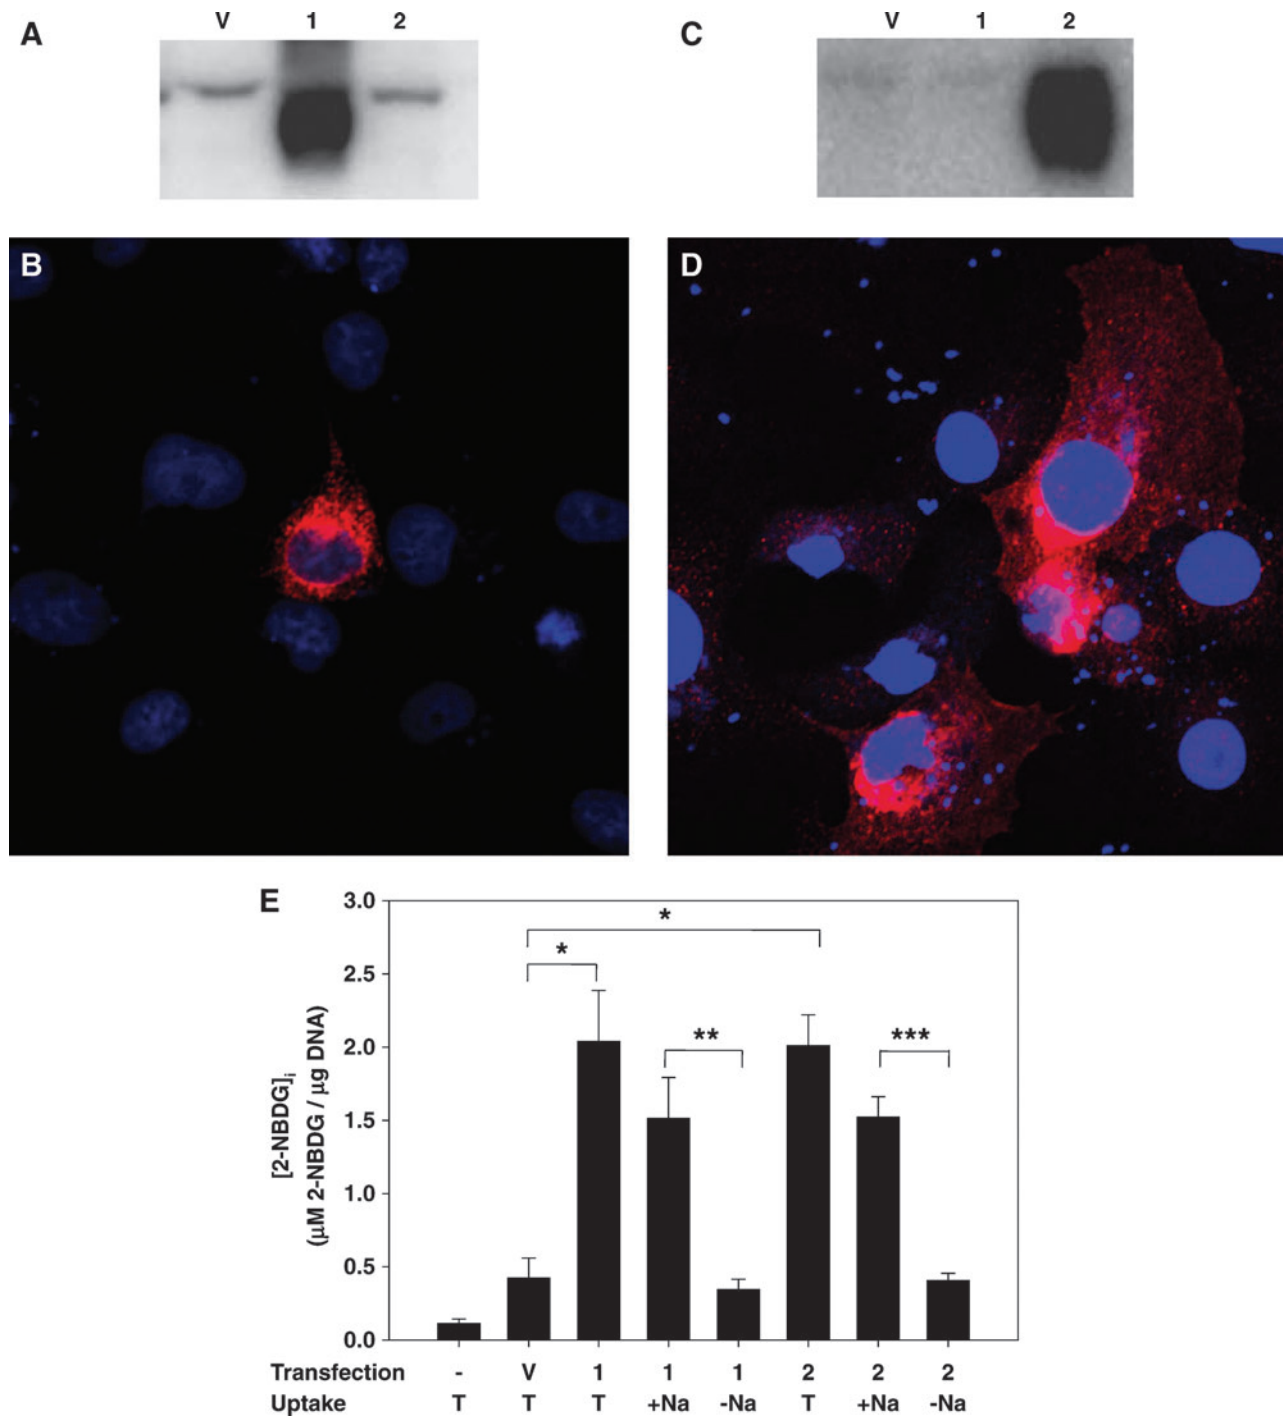 A
V 1 2
C
V 1 2
B
D
E
[2-NBDG]i
(μM 2-NBDG / μg DNA)
3.0
2.5
2.0
1.5
1.0
0.5
0.0
*
*
**
***
Transfection - V 1 1 1 2 2 2
Uptake T T T +Na -Na T +Na -Na